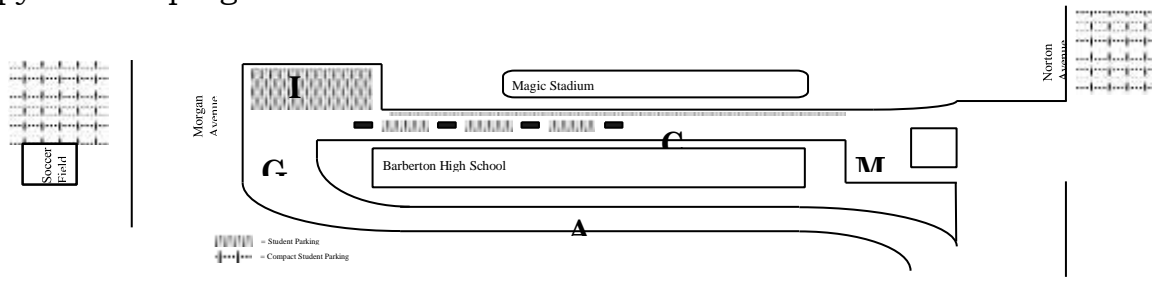 Norton
Avenue
I
Magic Stadium
Morgan
Avenue
C
Soccer
Field
G
Barberton High School
M
A
= Student Parking
= Compact Student Parking